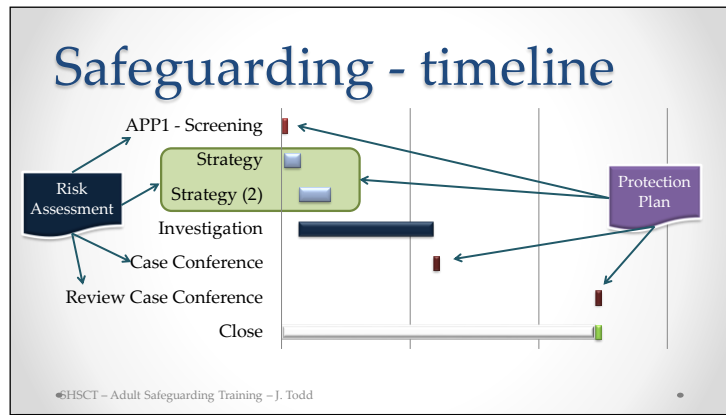 Safeguarding - timeline
APP1 - Screening
Strategy
Strategy (2)
Investigation
Case Conference
Review Case Conference
Close
Risk
Assessment
Protection
Plan
SHSCT – Adult Safeguarding Training – J. Todd